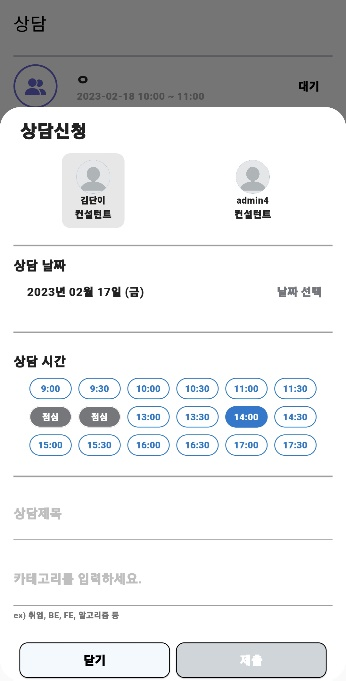 상담
ㅇ
2023-02-18 10:00 ~ 11:00
대기
상담신청
김단이
컨설턴트
admin4
컨설턴트
상담 날짜
2023년 02월 17일 (금)
날짜 선택
상담 시간
9:00 9:30 10:00 10:30 11:00 11:30
점심 점심 13:00 13:30 14:00 14:30
15:00 15:30 16:00 16:30 17:00 17:30
상담제목
카테고리를 입력하세요.
ex) 취업, BE, FE, 알고리즘 등
닫기
제출